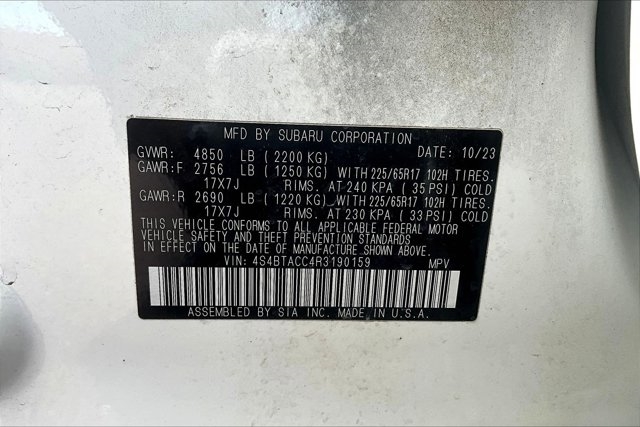 MFD BY SUBARU CORPORATION
GVWR: 4850 LB (2200 KG) DATE: 10/23
GAWR:F 2756 LB (1250 KG) WITH 225/65R17 102H TIRES.
17X7J RIMS. AT 240 KPA (35 PSI) COLD
GAWR:R 2690 LB (1220 KG) WITH 225/65R17 102H TIRES.
17X7J RIMS. AT 230 KPA (33 PSI) COLD
THIS VEHICLE CONFORMS TO ALL APPLICABLE FEDERAL MOTOR
VEHICLE SAFETY AND THEFT PREVENTION STANDARDS
IN EFFECT ON THE DATE OF MANUFACTURE SHOWN ABOVE.
VIN: 4S4BTACC4R3190159 MPV
ASSEMBLED BY SIA INC. MADE IN U.S.A.